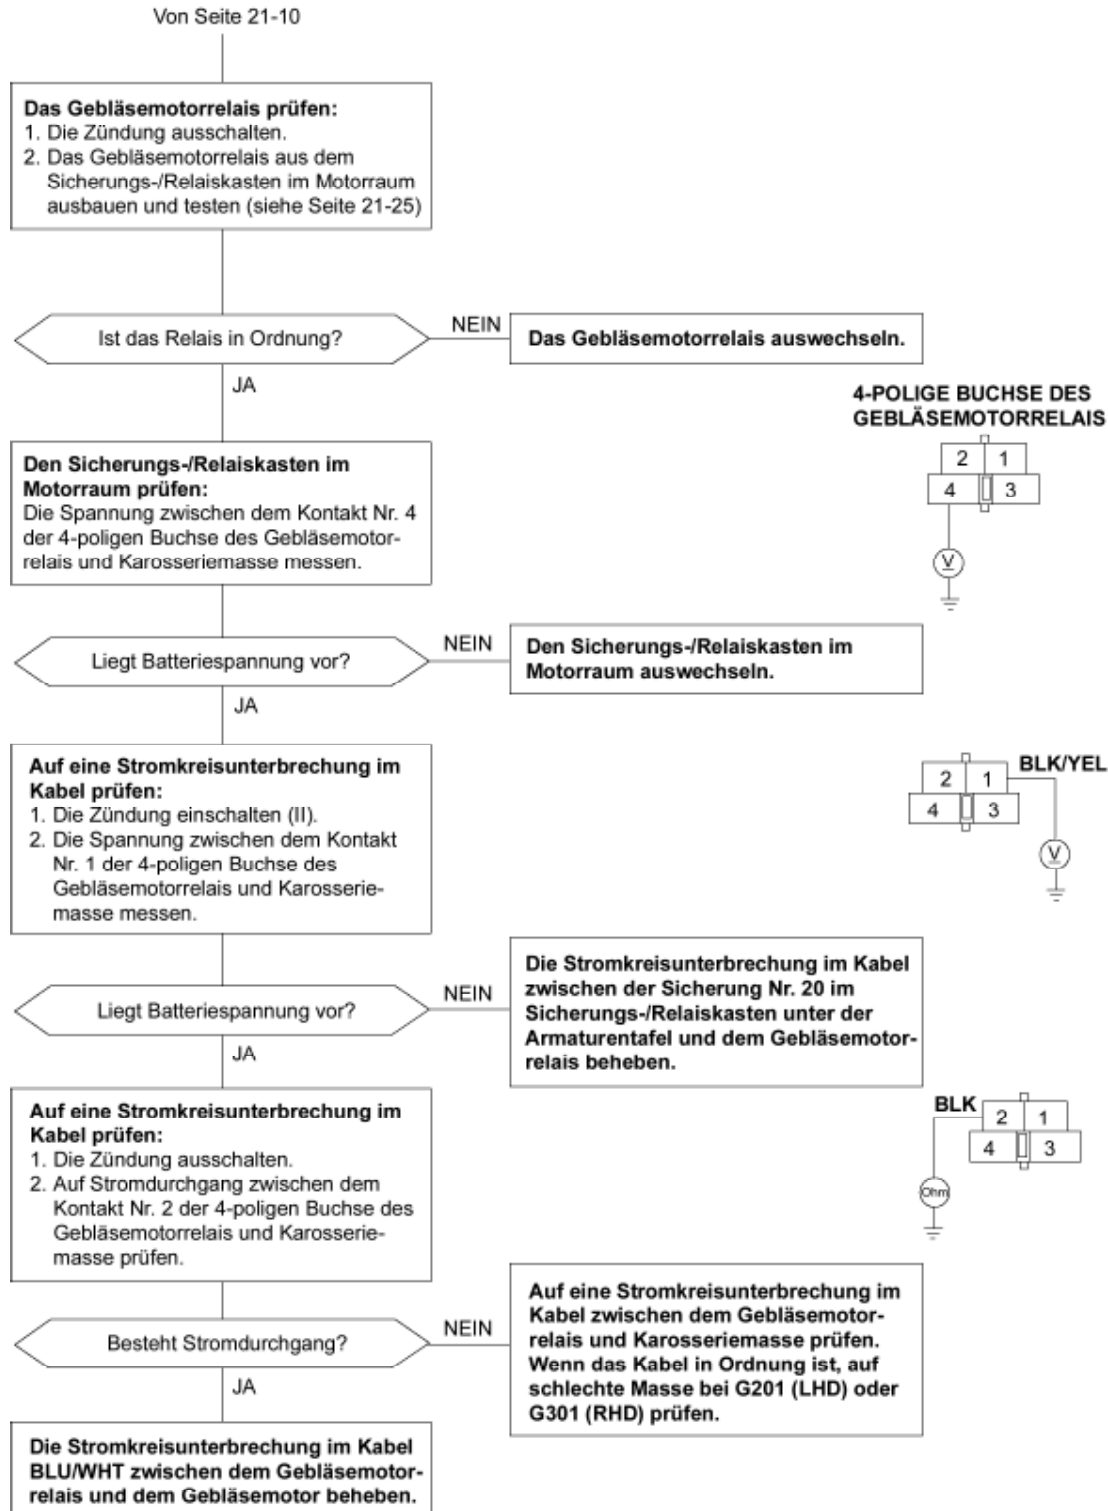 Von Seite 21-10
Das Gebläsemotorrelais prüfen:
1. Die Zündung ausschalten.
2. Das Gebläsemotorrelais aus dem
Sicherungs-/Relaiskasten im Motorraum
ausbauen und testen (siehe Seite 21-25)
Ist das Relais in Ordnung?
NEIN
Das Gebläsemotorrelais auswechseln.
JA
4-POLIGE BUCHSE DES
GEBLÄSEMOTORRELAIS
2 1
4 3
V
Den Sicherungs-/Relaiskasten im
Motorraum prüfen:
Die Spannung zwischen dem Kontakt Nr. 4
der 4-poligen Buchse des Gebläsemotor-
relais und Karosseriemasse messen.
Liegt Batteriespannung vor?
NEIN
Den Sicherungs-/Relaiskasten im
Motorraum auswechseln.
JA
Auf eine Stromkreisunterbrechung im
Kabel prüfen:
1. Die Zündung einschalten (II).
2. Die Spannung zwischen dem Kontakt
Nr. 1 der 4-poligen Buchse des
Gebläsemotorrelais und Karosserie-
masse messen.
BLK/YEL
2 1
4 3
V
Liegt Batteriespannung vor?
NEIN
Die Stromkreisunterbrechung im Kabel
zwischen der Sicherung Nr. 20 im
Sicherungs-/Relaiskasten unter der
Armaturentafel und dem Gebläsemotor-
relais beheben.
JA
Auf eine Stromkreisunterbrechung im
Kabel prüfen:
1. Die Zündung ausschalten.
2. Auf Stromdurchgang zwischen dem
Kontakt Nr. 2 der 4-poligen Buchse des
Gebläsemotorrelais und Karosserie-
masse prüfen.
BLK
2 1
4 3
Ohm
Besteht Stromdurchgang?
NEIN
Auf eine Stromkreisunterbrechung im
Kabel zwischen dem Gebläsemotor-
relais und Karosseriemasse prüfen.
Wenn das Kabel in Ordnung ist, auf
schlechte Masse bei G201 (LHD) oder
G301 (RHD) prüfen.
JA
Die Stromkreisunterbrechung im Kabel
BLU/WHT zwischen dem Gebläsemotor-
relais und dem Gebläsemotor beheben.